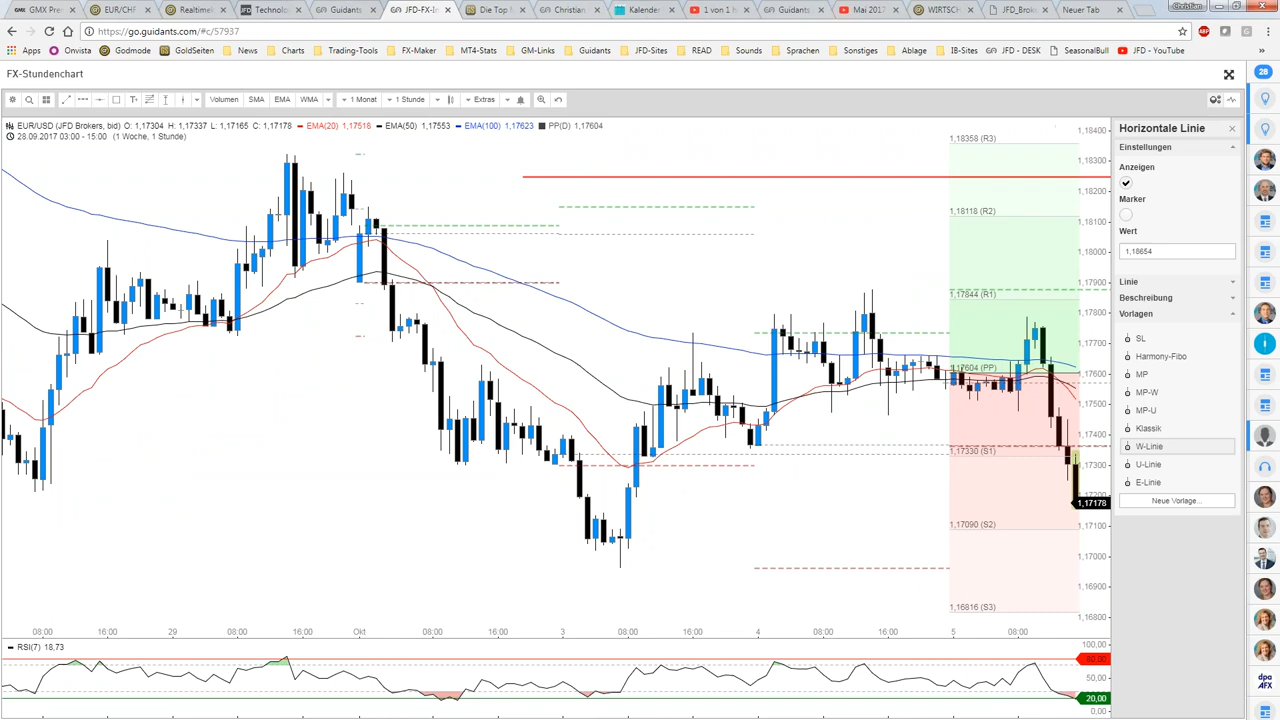 GMX Pre
EUR/CHF
Realtimek
Technolo
Guidants
JFD-FX-In
Die Top
Christian
Kalender
1 von 1
Guidants
Mai 2017
WIRTSCH
JFD_Brok
Neuer Tab
Christian
https://go.guidants.com/#c/57937
Apps
Onvista
Godmode
GoldSeiten
News
Charts
Trading-Tools
FX-Maker
MT4-Stats
GM-Links
Guidants
JFD-Sites
READ
Sounds
Sprachen
Sonstiges
Ablage
IB-Sites
JFD - DESK
SeasonalBull
JFD - YouTube
FX-Stundenchart
28
Volumen
SMA
EMA
WMA
1 Monat
1 Stunde
Extras
EUR/USD (JFD Brokers, bid) O: 1,17304 H: 1,17337 L: 1,17165 C: 1,17178 EMA(20) 1,17518 EMA(50) 1,17553 EMA(100) 1,17623 PP(D) 1,17604
28.09.2017 03:00 - 15:00 (1 Woche, 1 Stunde)
1,18358 (R3)
1,18118 (R2)
1,17844 (R1)
1,17604 (PP)
1,17330 (S1)
1,17090 (S2)
1,16816 (S3)
1,18400
1,18300
1,18200
1,18100
1,18000
1,17900
1,17800
1,17700
1,17600
1,17500
1,17400
1,17300
1,17178
1,17100
1,17000
1,16900
1,16800
08:00
16:00
29
08:00
16:00
Okt
08:00
16:00
3
08:00
16:00
4
08:00
16:00
5
08:00
RSI(7) 18,73
100,00
80,00
50,00
20,00
0,00
Horizontale Linie
Einstellungen
Anzeigen
Marker
Wert
1,18654
Linie
Beschreibung
Vorlagen
SL
Harmony-Fibo
MP
MP-W
MP-U
Klassik
W-Linie
U-Linie
E-Linie
Neue Vorlage...
dpa
AFX